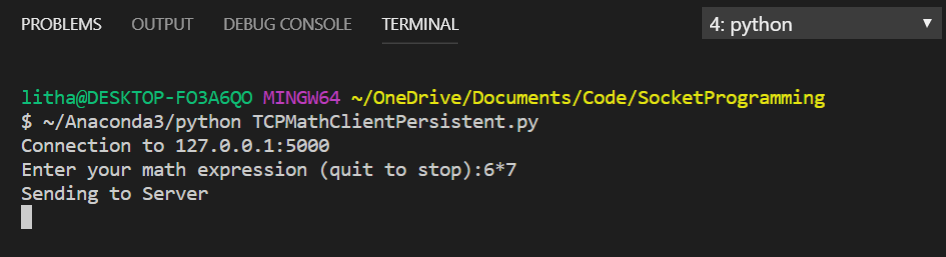 PROBLEMS OUTPUT DEBUG CONSOLE TERMINAL 4: python
litha@DESKTOP-FO3A6QO MINGW64 ~/OneDrive/Documents/Code/SocketProgramming
$ ~/Anaconda3/python TCPMathClientPersistent.py
Connection to 127.0.0.1:5000
Enter your math expression (quit to stop):6*7
Sending to Server